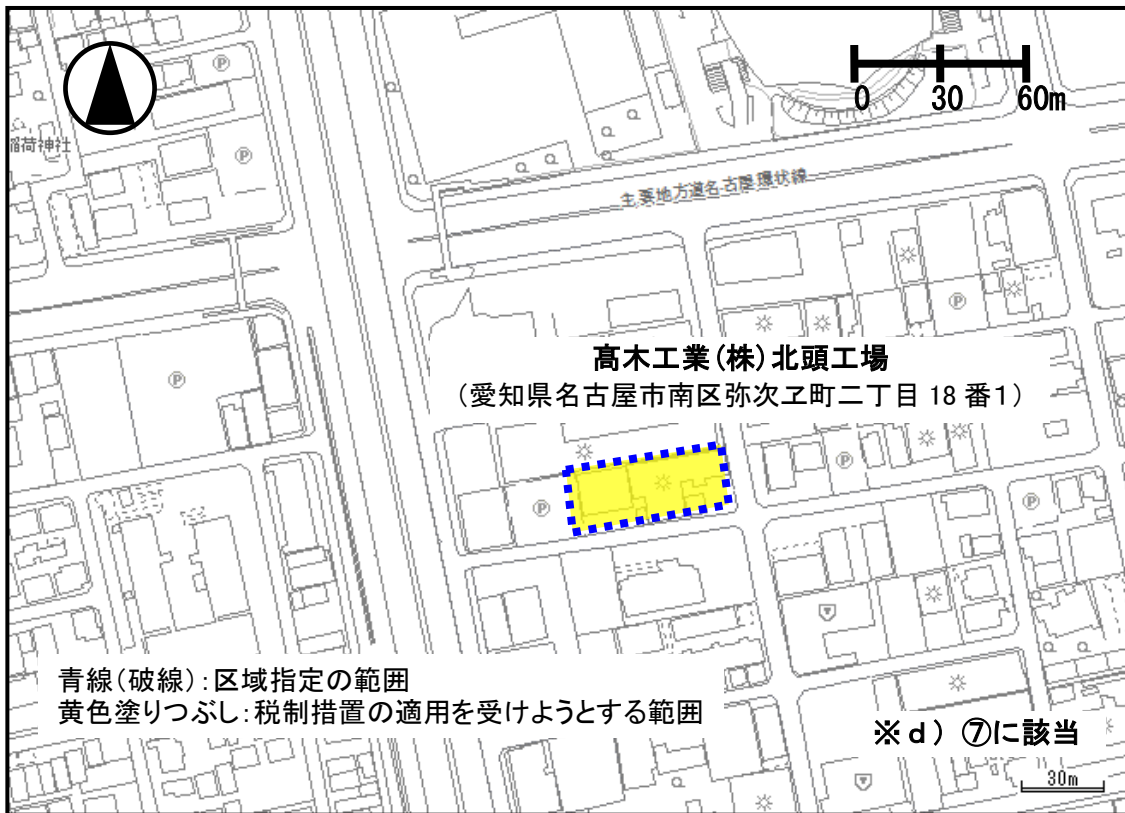 0 30 60m
稲荷神社
主要地方道名古屋環状線
髙木工業(株)北頭工場
(愛知県名古屋市南区弥次ヱ町二丁目 18 番1)
青線(破線):区域指定の範囲
黄色塗りつぶし:税制措置の適用を受けようとする範囲
※d) ⑦に該当
30m